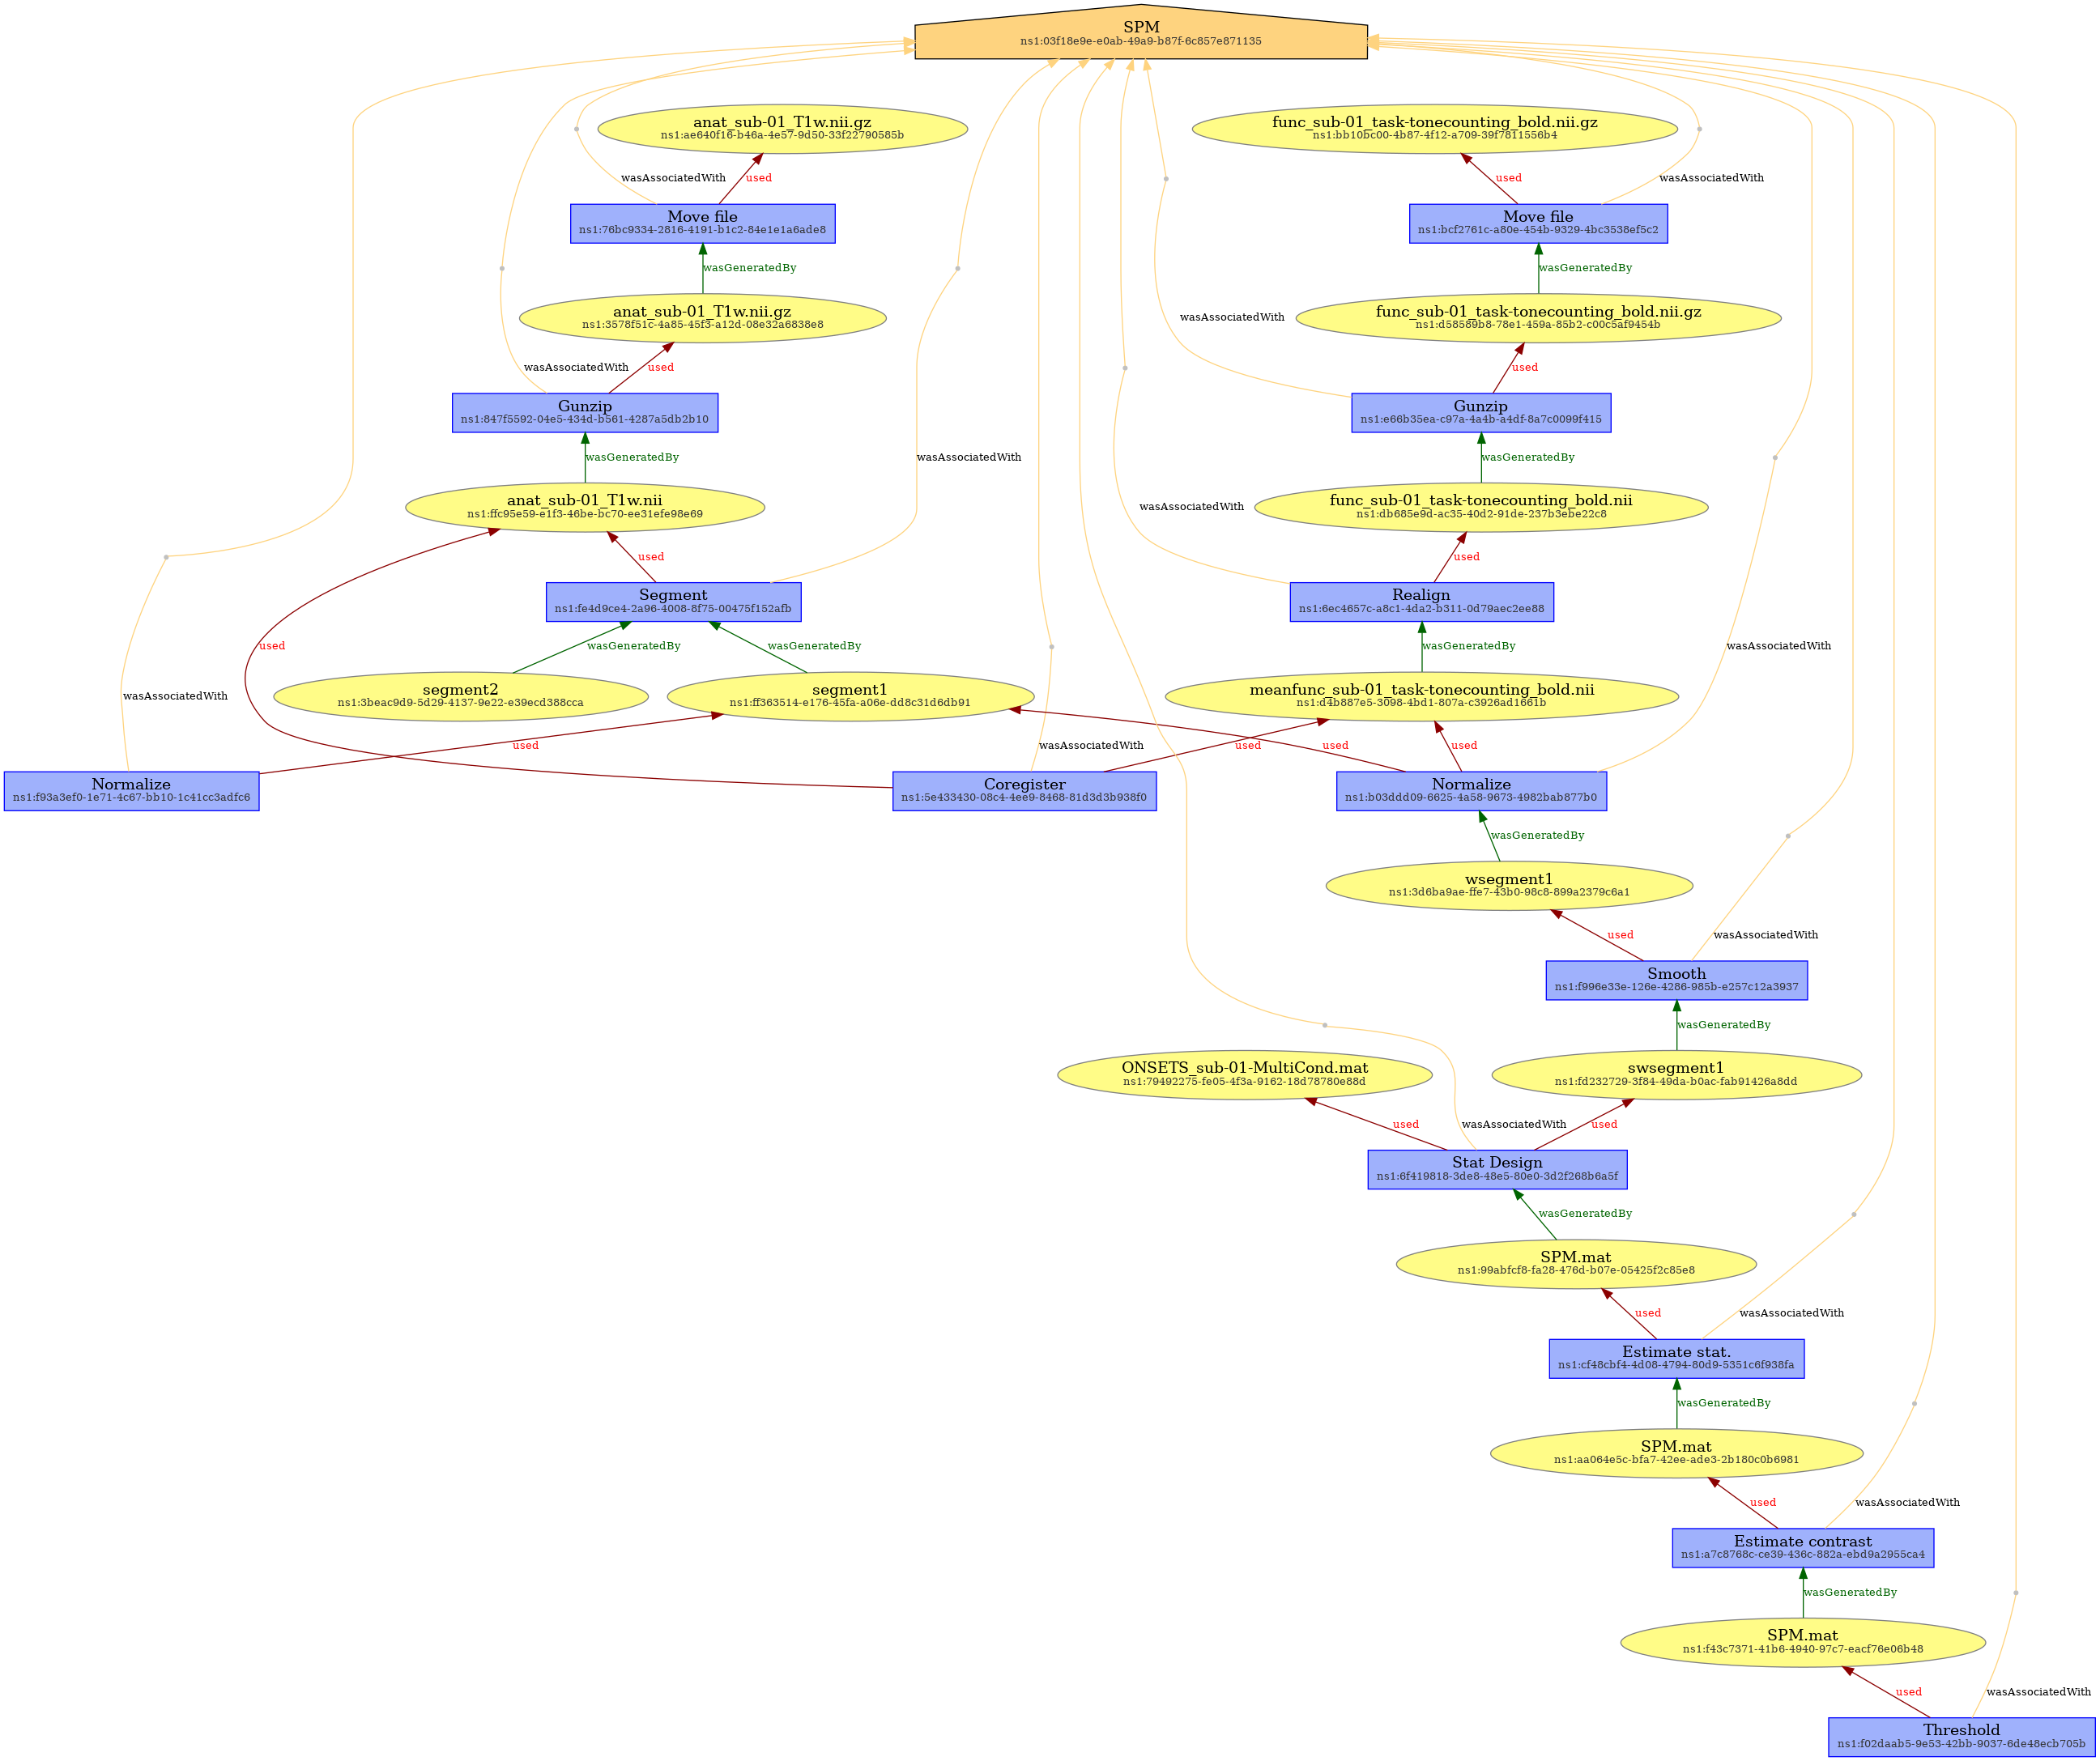 SPM
ns1:03f18e9e-e0ab-49a9-b87f-6c857e871135
anat_sub-01_T1w.nii.gz
ns1:ae640f16-b46a-4e57-9d50-33f22790585b
func_sub-01_task-tonecounting_bold.nii.gz
ns1:bb10bc00-4b87-4f12-a709-39f7811556b4
wasAssociatedWith
used
used
wasAssociatedWith
Move file
ns1:76bc9334-2816-4191-b1c2-84e1e1a6ade8
Move file
ns1:bcf2761c-a80e-454b-9329-4bc3538ef5c2
wasGeneratedBy
wasGeneratedBy
anat_sub-01_T1w.nii.gz
ns1:3578f51c-4a85-45f3-a12d-08e32a6838e8
wasAssociatedWith
func_sub-01_task-tonecounting_bold.nii.gz
ns1:d58589b8-78e1-459a-85b2-c00c5af9454b
wasAssociatedWith
used
used
Gunzip
ns1:847f5592-04e5-434d-b561-4287a5db2b10
Gunzip
ns1:e66b35ea-c97a-4a4b-a4df-8a7c0099f415
wasGeneratedBy
wasAssociatedWith
wasGeneratedBy
anat_sub-01_T1w.nii
ns1:ffc95e59-e1f3-46be-bc70-ee31efe98e69
wasAssociatedWith
func_sub-01_task-tonecounting_bold.nii
ns1:db685e9d-ac35-40d2-91de-237b3ebe22c8
used
used
Segment
ns1:fe4d9ce4-2a96-4008-8f75-00475f152afb
Realign
ns1:6ec4657c-a8c1-4da2-b311-0d79aec2ee88
used
wasGeneratedBy
wasGeneratedBy
wasGeneratedBy
wasAssociatedWith
wasAssociatedWith
segment2
ns1:3beac9d9-5d29-4137-9e22-e39ecd388cca
segment1
ns1:ff363514-e176-45fa-a06e-dd8c31d6db91
meanfunc_sub-01_task-tonecounting_bold.nii
ns1:d4b887e5-3098-4bd1-807a-c3926ad1661b
used
wasAssociatedWith
used
used
used
Normalize
ns1:f93a3ef0-1e71-4c67-bb10-1c41cc3adfc6
Coregister
ns1:5e433430-08c4-4ee9-8468-81d3d3b938f0
Normalize
ns1:b03ddd09-6625-4a58-9673-4982bab877b0
wasGeneratedBy
wsegment1
ns1:3d6ba9ae-ffe7-43b0-98c8-899a2379c6a1
used
wasAssociatedWith
Smooth
ns1:f996e33e-126e-4286-985b-e257c12a3937
wasGeneratedBy
ONSETS_sub-01-MultiCond.mat
ns1:79492275-fe05-4f3a-9162-18d78780e88d
swsegment1
ns1:fd232729-3f84-49da-b0ac-fab91426a8dd
used
wasAssociatedWith
used
Stat Design
ns1:6f419818-3de8-48e5-80e0-3d2f268b6a5f
wasGeneratedBy
SPM.mat
ns1:99abfcf8-fa28-476d-b07e-05425f2c85e8
used
wasAssociatedWith
Estimate stat.
ns1:cf48cbf4-4d08-4794-80d9-5351c6f938fa
wasGeneratedBy
SPM.mat
ns1:aa064e5c-bfa7-42ee-ade3-2b180c0b6981
used
wasAssociatedWith
Estimate contrast
ns1:a7c8768c-ce39-436c-882a-ebd9a2955ca4
wasGeneratedBy
SPM.mat
ns1:f43c7371-41b6-4940-97c7-eacf76e06b48
used
wasAssociatedWith
Threshold
ns1:f02daab5-9e53-42bb-9037-6de48ecb705b